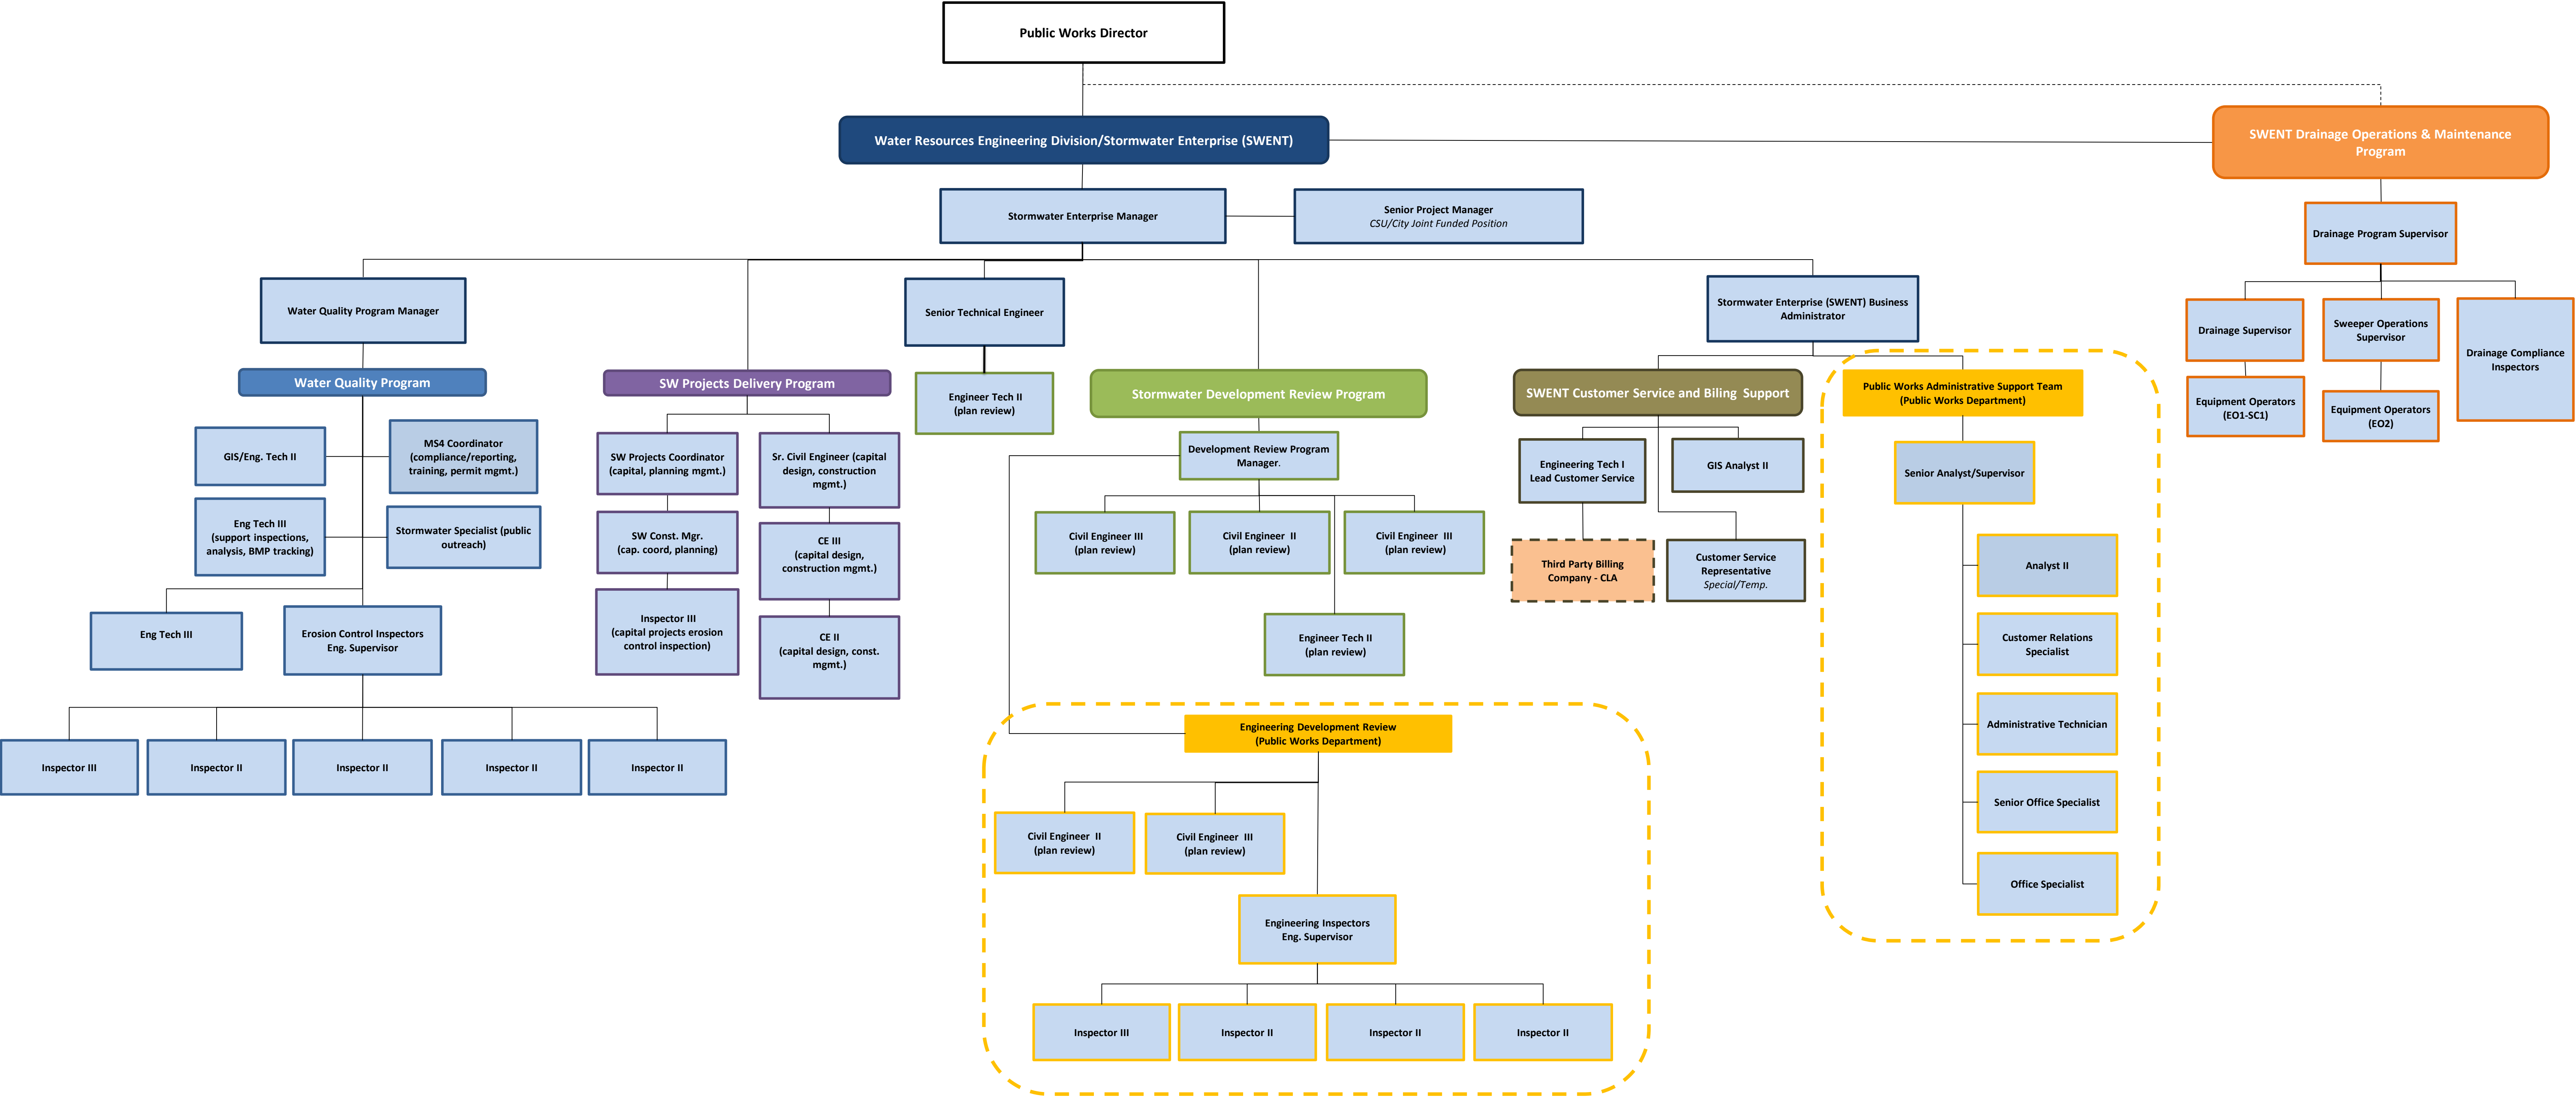 Public Works Director
Water Resources Engineering Division/Stormwater Enterprise (SWENT)
SWENT Drainage Operations & Maintenance
Program
Stormwater Enterprise Manager
Senior Project Manager
CSU/City Joint Funded Position
Drainage Program Supervisor
Water Quality Program Manager
Senior Technical Engineer
Stormwater Enterprise (SWENT) Business
Administrator
Drainage Supervisor
Sweeper Operations
Supervisor
Drainage Compliance
Inspectors
Equipment Operators
(EO1-SC1)
Equipment Operators
(EO2)
Water Quality Program
GIS/Eng. Tech II
MS4 Coordinator
(compliance/reporting,
training, permit mgmt.)
Eng Tech III
(support inspections,
analysis, BMP tracking)
Stormwater Specialist (public
outreach)
Eng Tech III
Erosion Control Inspectors
Eng. Supervisor
Inspector III
Inspector II
Inspector II
Inspector II
Inspector II
SW Projects Delivery Program
SW Projects Coordinator
(capital, planning mgmt.)
SW Const. Mgr.
(cap. coord, planning)
Inspector III
(capital projects erosion
control inspection)
Sr. Civil Engineer (capital
design, construction
mgmt.)
CE III
(capital design,
construction mgmt.)
CE II
(capital design, const.
mgmt.)
Engineer Tech II
(plan review)
Stormwater Development Review Program
Development Review Program
Manager.
Civil Engineer III
(plan review)
Civil Engineer  II
(plan review)
Civil Engineer  III
(plan review)
Engineer Tech II
(plan review)
Engineering Development Review
(Public Works Department)
Civil Engineer  II
(plan review)
Civil Engineer  III
(plan review)
Engineering Inspectors
Eng. Supervisor
Inspector III
Inspector II
Inspector II
Inspector II
SWENT Customer Service and Biling  Support
Engineering Tech I
Lead Customer Service
GIS Analyst II
Third Party Billing
Company - CLA
Customer Service
Representative
Special/Temp.
Public Works Administrative Support Team
(Public Works Department)
Senior Analyst/Supervisor
Analyst II
Customer Relations
Specialist
Administrative Technician
Senior Office Specialist
Office Specialist